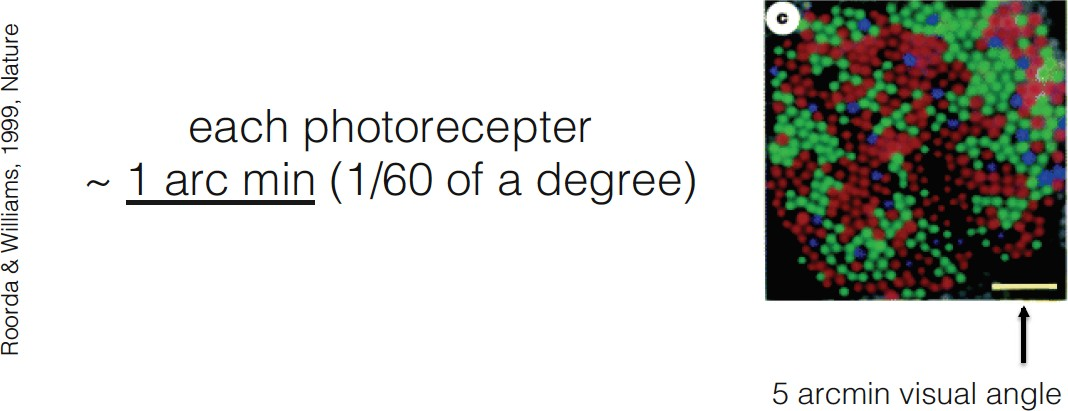 Roorda & Williams, 1999, Nature
each photorecepter
~ 1 arc min (1/60 of a degree)
c
5 arcmin visual angle